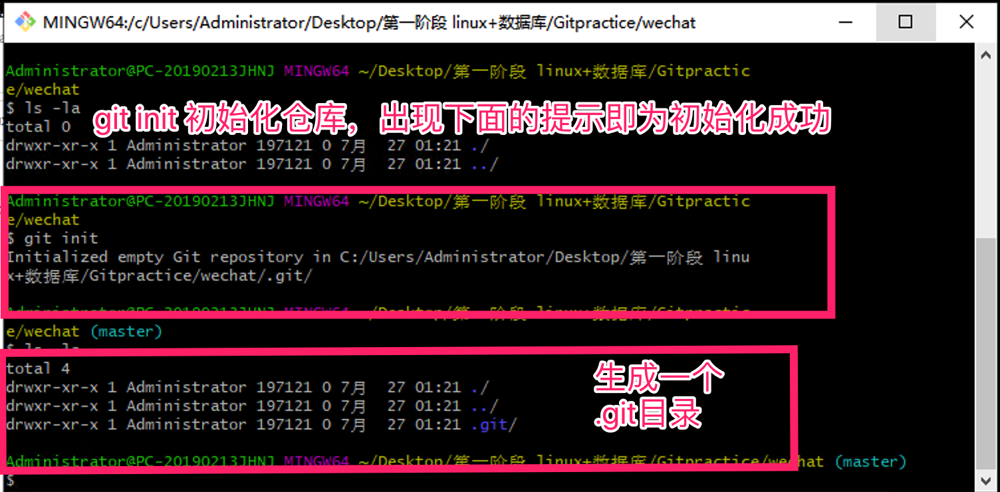 MINGW64:/c/Users/Administrator/Desktop/第一阶段 linux+数据库/Gitpractice/wechat
Administrator@PC-20190213JHNJ MINGW64 ~/Desktop/第一阶段 linux+数据库/Gitpractic
e/wechat
$ ls -la
git init 初始化仓库，出现下面的提示即为初始化成功
total 0
drwxr-xr-x 1 Administrator 197121 0 7月  27 01:21 ./
drwxr-xr-x 1 Administrator 197121 0 7月  27 01:21 ../
Administrator@PC-20190213JHNJ MINGW64 ~/Desktop/第一阶段 linux+数据库/Gitpractic
e/wechat
$ git init
Initialized empty Git repository in C:/Users/Administrator/Desktop/第一阶段 linu
x+数据库/Gitpractice/wechat/.git/
Administrator@PC-20190213JHNJ MINGW64 ~/Desktop/第一阶段 linux+数据库/Gitpractic
e/wechat (master)
$ ls -la
total 4
drwxr-xr-x 1 Administrator 197121 0 7月  27 01:21 ./
drwxr-xr-x 1 Administrator 197121 0 7月  27 01:21 ../
drwxr-xr-x 1 Administrator 197121 0 7月  27 01:21 .git/
生成一个
.git目录
Administrator@PC-20190213JHNJ MINGW64 ~/Desktop/第一阶段 linux+数据库/Gitpractice/wechat (master)
$